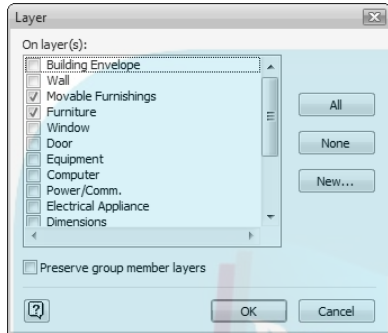 Layer
On layer(s):
Building Envelope
Wall
Movable Furnishings
Furniture
Window
Door
Equipment
Computer
Power/Comm.
Electrical Appliance
Dimensions
All
None
New...
Preserve group member layers
?
OK
Cancel